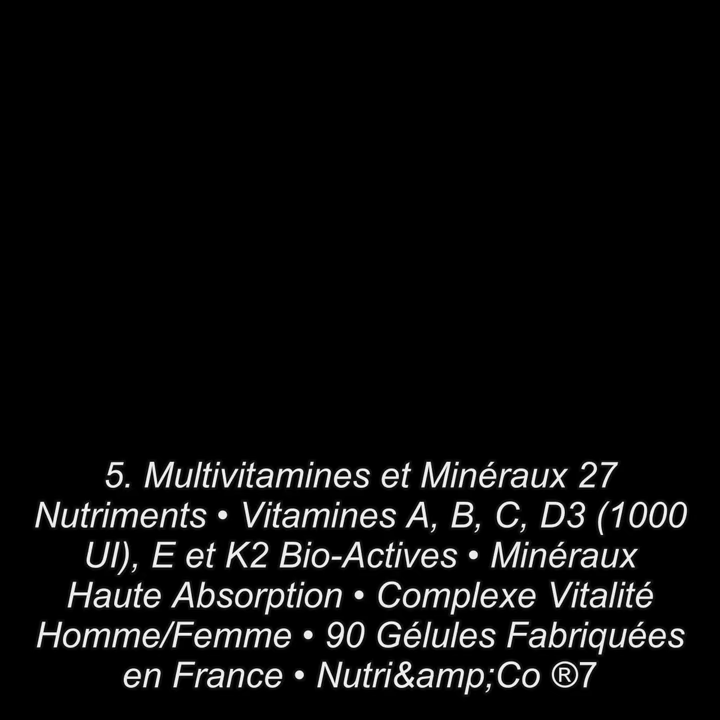 5. Multivitamines et Minéraux 27
Nutriments • Vitamines A, B, C, D3 (1000
UI), E et K2 Bio-Actives • Minéraux
Haute Absorption • Complexe Vitalité
Homme/Femme • 90 Gélules Fabriquées
en France • Nutri&amp;Co ®7